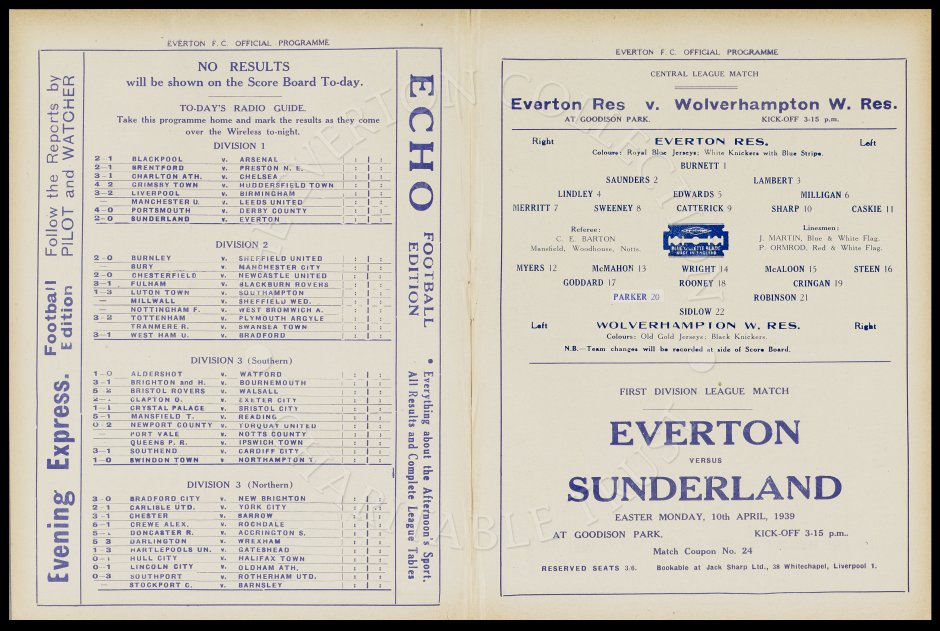 EVERTON F. C. OFFICIAL PROGRAMME
Evening Express. Football Edition
Follow the Reports by PILOT and WATCHER
NO RESULTS
will be shown on the Score Board To-day.
TO-DAY'S RADIO GUIDE.
Take this programme home and mark the results as they come
over the Wireless to-night.
DIVISION 1
2–1 BLACKPOOL v. ARSENAL : :
2–1 BRENTFORD v. PRESTON N. E. : :
3–1 CHARLTON ATH. v. CHELSEA : :
4–2 GRIMSBY TOWN v. HUDDERSFIELD TOWN : :
3–2 LIVERPOOL v. BIRMINGHAM : :
— MANCHESTER U. v. LEEDS UNITED : :
4–0 PORTSMOUTH v. DERBY COUNTY : :
2–0 SUNDERLAND v. EVERTON : :
DIVISION 2
2–0 BURNLEY v. SHEFFIELD UNITED : :
— BURY v. MANCHESTER CITY : :
2–0 CHESTERFIELD v. NEWCASTLE UNITED : :
3–1 FULHAM v. BLACKBURN ROVERS : :
1–3 LUTON TOWN v. SOUTHAMPTON : :
— MILLWALL v. SHEFFIELD WED. : :
— NOTTINGHAM F. v. WEST BROMWICH A. : :
3–2 TOTTENHAM v. PLYMOUTH ARGYLE : :
TRANMERE R. v. SWANSEA TOWN : :
3–1 WEST HAM U. v. BRADFORD : :
DIVISION 3 (Southern)
1–0 ALDERSHOT v. WATFORD : :
3–1 BRIGHTON and H. v. BOURNEMOUTH : :
5–2 BRISTOL ROVERS v. WALSALL : :
CLAPTON O. v. EXETER CITY : :
1–1 CRYSTAL PALACE v. BRISTOL CITY : :
5–1 MANSFIELD T. v. READING : :
0–2 NEWPORT COUNTY v. TORQUAY UNITED : :
— PORT VALE v. NOTTS COUNTY : :
QUEENS P. R. v. IPSWICH TOWN : :
3–1 SOUTHEND v. CARDIFF CITY : :
1–0 SWINDON TOWN v. NORTHAMPTON T. : :
DIVISION 3 (Northern)
3–0 BRADFORD CITY v. NEW BRIGHTON : :
2–1 CARLISLE UTD. v. YORK CITY : :
3–1 CHESTER v. BARROW : :
5–1 CREWE ALEX. v. ROCHDALE : :
DONCASTER R. v. ACCRINGTON S. : :
5–3 DARLINGTON v. WREXHAM : :
1–3 HARTLEPOOLS UN. v. GATESHEAD : :
HULL CITY v. HALIFAX TOWN : :
0–1 LINCOLN CITY v. OLDHAM ATH. : :
0–3 SOUTHPORT v. ROTHERHAM UTD. : :
— STOCKPORT C. v. BARNSLEY : :
ECHO FOOTBALL EDITION
• Everything about the Afternoon's Sport.
All Results and Complete League Tables
EVERTON F. C. OFFICIAL PROGRAMME
CENTRAL LEAGUE MATCH
Everton Res v. Wolverhampton W. Res.
AT GOODISON PARK. KICK-OFF 3-15 p.m.
Right EVERTON RES. Left
Colours: Royal Blue Jerseys; White Knickers with Blue Stripe.
BURNETT 1
SAUNDERS 2 LAMBERT 3
LINDLEY 4 EDWARDS 5 MILLIGAN 6
MERRITT 7 SWEENEY 8 CATTERICK 9 SHARP 10 CASKIE 11
Referee:
C. E. BARTON
Mansfield, Woodhouse, Notts.
Linesmen:
J. MARTIN, Blue & White Flag.
P. ORMROD, Red & White Flag.
MYERS 12 McMAHON 13 WRIGHT 14 McALOON 15 STEEN 16
GODDARD 17 ROONEY 18 CRINGAN 19
PARKER 20 ROBINSON 21
SIDLOW 22
Left WOLVERHAMPTON W. RES. Right
Colours: Old Gold Jerseys; Black Knickers.
N.B.—Team changes will be recorded at side of Score Board.
FIRST DIVISION LEAGUE MATCH
EVERTON
VERSUS
SUNDERLAND
EASTER MONDAY, 10th APRIL, 1939
AT GOODISON PARK. KICK-OFF 3-15 p.m.
Match Coupon No. 24
RESERVED SEATS 3/6. Bookable at Jack Sharp Ltd., 38 Whitechapel, Liverpool 1.